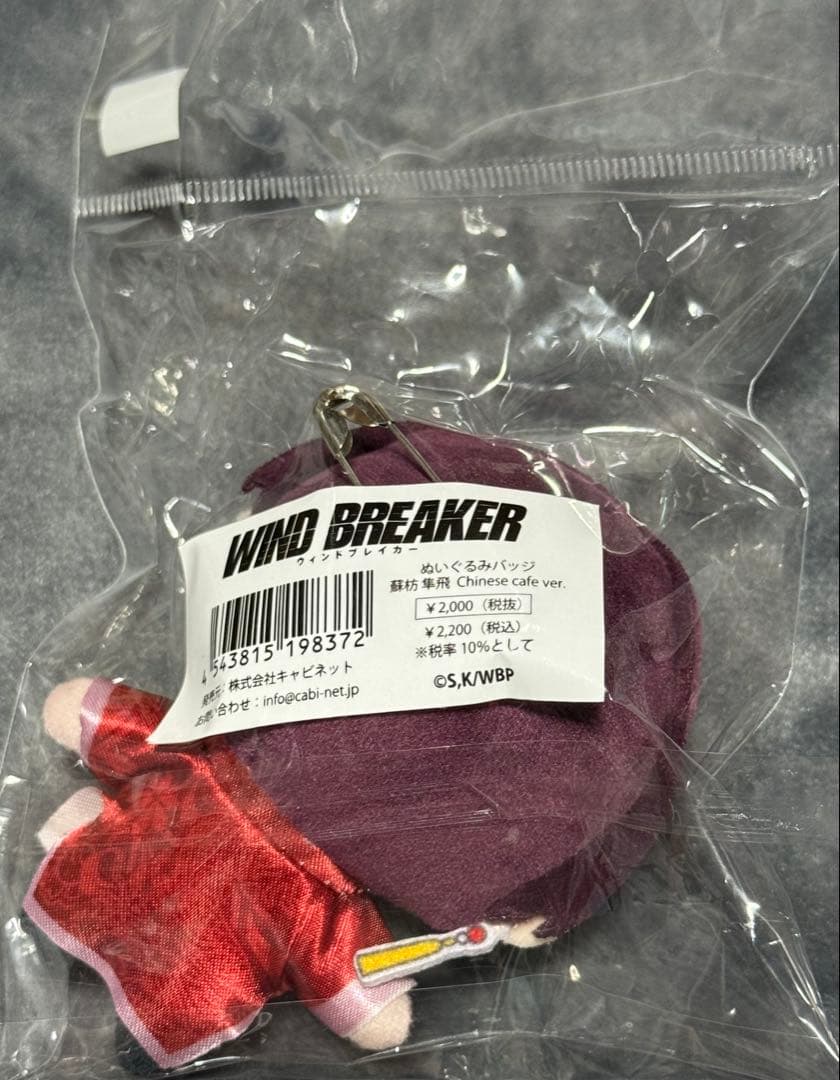 WIND BREAKER
ウィンドブレイカー
ぬいぐるみバッジ
蘇枋 隼飛 Chinese cafe ver.
¥2,000（税抜）
¥2,200（税込）
※税率10%として
4 543815 198372
発売元：株式会社キャビネット
お問い合わせ：info@cabi-net.jp
©S,K/WBP